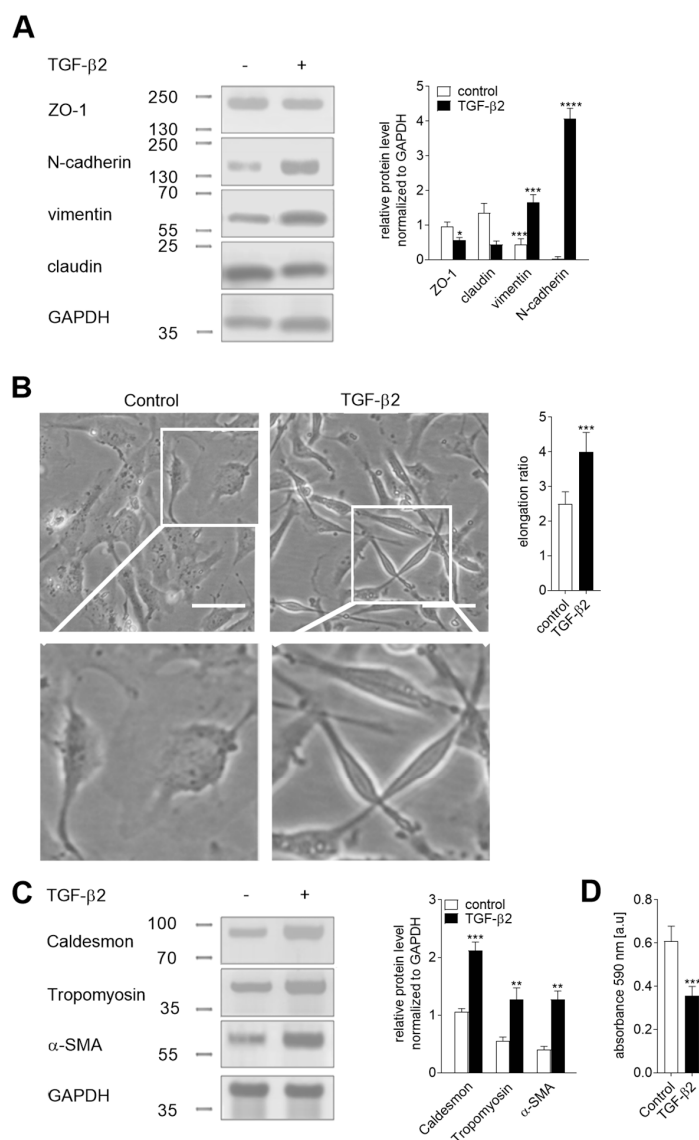 A
TGF-β2 - +
ZO-1
250
130
N-cadherin
250
130
vimentin
70
55
claudin
25
GAPDH
35
relative protein level
normalized to GAPDH
5
4
3
2
1
0
control
TGF-β2
*
***
***
****
ZO-1
claudin
vimentin
N-cadherin
B
Control
TGF-β2
elongation ratio
5
4
3
2
1
0
***
control
TGF-β2
C
TGF-β2 - +
Caldesmon
100
70
Tropomyosin
35
α-SMA
55
GAPDH
35
relative protein level
normalized to GAPDH
3
2
1
0
control
TGF-β2
***
**
**
Caldesmon
Tropomyosin
α-SMA
D
absorbance 590 nm [a.u]
0.8
0.6
0.4
0.2
0
***
Control
TGF-β2